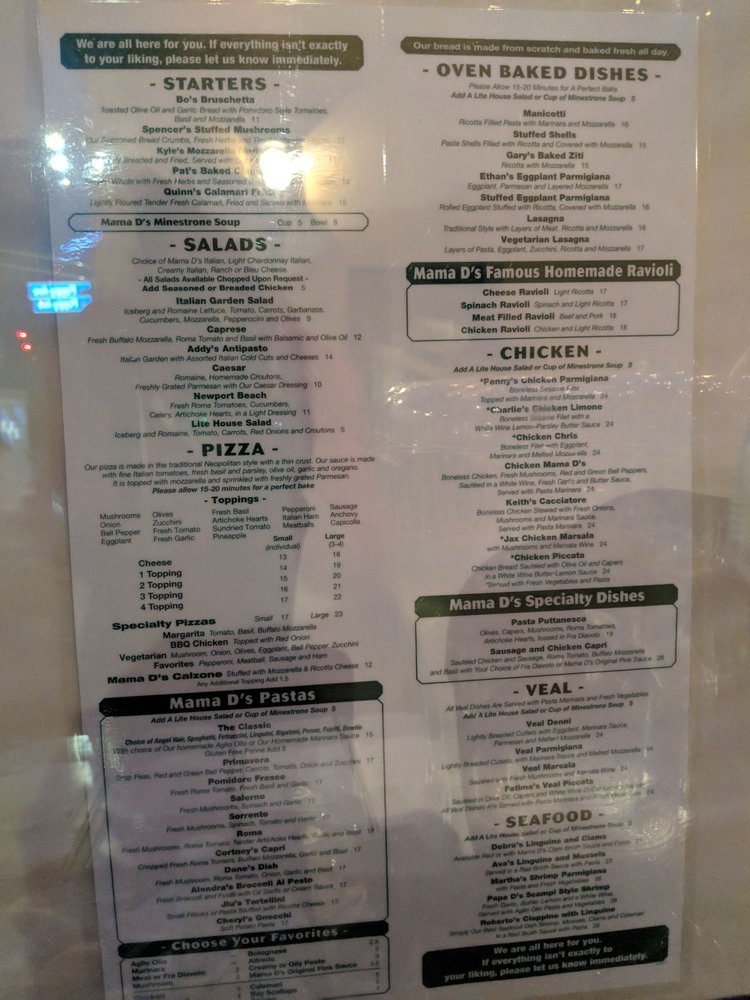 We are all here for you. If everything isn't exactly
to your liking, please let us know immediately.
- STARTERS -
Bo's Bruschetta
Toasted Olive Oil and Garlic Bread with Pomidoro Style Tomatoes,
Basil and Mozzarella 11
Spencer's Stuffed Mushrooms
Our Seasoned Bread Crumbs, Fresh Herbs and
Kyle's Mozzarella
Breaded and Fried, Served with
Pat's Baked
Whole with Fresh Herbs and Seasoned 14
Quinn's Calamari
Lightly Floured Tender Fresh Calamari, Fried and Served with 15
Mama D's Minestrone Soup - Cup 5 Bowl 8
- SALADS -
Choice of Mama D's Italian, Light Chardonnay Italian,
Creamy Italian, Ranch or Bleu Cheese.
- All Salads Available Chopped Upon Request -
Add Seasoned or Breaded Chicken 5
Italian Garden Salad
Iceberg and Romaine Lettuce, Tomato, Carrots, Garbanzos,
Cucumbers, Mozzarella, Pepperocini and Olives 9
Caprese
Fresh Buffalo Mozzarella, Roma Tomato and Basil with Balsamic and Olive Oil 12
Addy's Antipasto
Italian Garden with Assorted Italian Cold Cuts and Cheeses 14
Caesar
Romaine, Homemade Croutons,
Freshly Grated Parmesan with Our Caesar Dressing 10
Newport Beach
Fresh Roma Tomatoes, Cucumbers,
Celery, Artichoke Hearts, in a Light Dressing 11
Lite House Salad
Iceberg and Romaine, Tomato, Carrots, Red Onions and Croutons 5
- PIZZA -
Our pizza is made in the traditional Neopolitan style with a thin crust. Our sauce is made
with fine Italian tomatoes, fresh basil and parsley, olive oil, garlic and oregano.
It is topped with mozzarella and sprinkled with freshly grated Parmesan.
Please allow 15-20 minutes for a perfect bake
- Toppings -
Mushrooms Olives Fresh Basil Pepperoni Sausage
Onion Zucchini Artichoke Hearts Italian Ham Anchovy
Bell Pepper Fresh Tomato Sundried Tomato Meatballs Capicolla
Eggplant Fresh Garlic Pineapple
Small Large
(individual) (3-4)
Cheese 13 18
1 Topping 14 19
2 Topping 15 20
3 Topping 16 21
4 Topping 17 22
Specialty Pizzas Small 17 Large 23
Margarita Tomato, Basil, Buffalo Mozzarella
BBQ Chicken Topped with Red Onion
Vegetarian Mushroom, Onion, Olives, Eggplant, Bell Pepper, Zucchini
Favorites Pepperoni, Meatball, Sausage and Ham
Mama D's Calzone Stuffed with Mozzarella & Ricotta Cheese 12
Any Additional Topping Add 1.5
Mama D's Pastas
Add A Lite House Salad or Cup of Minestrone Soup 5
The Classic
Choice of Angel Hair, Spaghetti, Fettuccini, Linguini, Rigatoni, Penne, Fusilli, Bowtie
With choice of Our homemade Aglio Olio or Our Homemade Marinara Sauce 15
Gluten Free Penne Add 2
Primavera
Snap Peas, Red and Green Bell Pepper, Carrots, Tomato, Onion and Zucchini 17
Pomidoro Fresco
Fresh Roma Tomato, Fresh Basil and Garlic 17
Salerno
Fresh Mushrooms, Spinach and Garlic 17
Sorrento
Fresh Mushrooms, Spinach, Tomato and Garlic 17
Roma
Fresh Mushrooms, Roma Tomato, Tender Artichoke Hearts, Garlic and Basil 17
Cortney's Capri
Chopped Fresh Roma Tomato, Buffalo Mozzarella, Garlic and Basil 17
Dane's Dish
Fresh Mushroom, Roma Tomato, Onion, Garlic and Basil 17
Alondra's Broccoli Al Pesto
Fresh Broccoli and Fusilli with Oil Garlic or Cream Sauce 17
Jlu's Tortellini
Small Pillows of Pasta Stuffed with Ricotta Cheese 17
Cheryl's Gnocchi
Soft Potato Pasta 17
- Choose Your Favorites -
Aglio Olio Bolognese
Marinara Alfredo
Meat or Fra Diavolo Creamy or Oily Pesto
Mushroom Mama D's Original Pink Sauce
Calamari
Our bread is made from scratch and baked fresh all day.
- OVEN BAKED DISHES -
Please Allow 15-20 Minutes for A Perfect Bake
Add A Lite House Salad or Cup of Minestrone Soup 5
Manicotti
Ricotta Filled Pasta with Marinara and Mozzarella 16
Stuffed Shells
Pasta Shells Filled with Ricotta and Covered with Mozzarella 15
Gary's Baked Ziti
Ricotta with Mozzarella 15
Ethan's Eggplant Parmigiana
Eggplant, Parmesan and Layered Mozzarella 17
Stuffed Eggplant Parmigiana
Rolled Eggplant Stuffed with Ricotta, Covered with Mozzarella 18
Lasagna
Traditional Style with Layers of Meat, Ricotta and Mozzarella 18
Vegetarian Lasagna
Layers of Pasta, Eggplant, Zucchini, Ricotta and Mozzarella 17
Mama D's Famous Homemade Ravioli
Cheese Ravioli Light Ricotta 17
Spinach Ravioli Spinach and Light Ricotta 17
Meat Filled Ravioli Beef and Pork 18
Chicken Ravioli Chicken and Light Ricotta 18
- CHICKEN -
Add A Lite House Salad or Cup of Minestrone Soup 5
*Penny's Chicken Parmigiana
Boneless Sesame Filet
Topped with Marinara and Mozzarella 24
*Charlie's Chicken Limone
Boneless Sesame Filet with a
White Wine Lemon-Parsley Butter Sauce 24
*Chicken Chris
Boneless Filet with Eggplant,
Marinara and Melted Mozzarella 24
Chicken Mama D's
Boneless Chicken, Fresh Mushrooms, Red and Green Bell Peppers,
Sautéed in a White Wine, Fresh Garlic and Butter Sauce,
Served with Pasta Marinara 24
Keith's Cacciatore
Boneless Chicken Stewed with Fresh Onions,
Mushrooms and Marinara Sauce,
Served with Pasta Marinara 24
*Jax Chicken Marsala
with Mushrooms and Marsala Wine 24
*Chicken Piccata
Chicken Breast Sautéed with Olive Oil and Capers
in a White Wine Butter-Lemon Sauce 24
*Served with Fresh Vegetables and Pasta
Mama D's Specialty Dishes
Pasta Puttanesca
Olives, Capers, Mushrooms, Roma Tomatoes,
Artichoke Hearts, tossed in Fra Diavolo 19
Sausage and Chicken Capri
Sautéed Chicken and Sausage, Roma Tomato, Buffalo Mozzarella
and Basil with Your Choice of Fra Diavolo or Mama D's Original Pink Sauce 26
- VEAL -
All Veal Dishes Are Served with Pasta Marinara and Fresh Vegetables
Add A Lite House Salad or Cup of Minestrone Soup 5
Veal Denni
Lightly Breaded Cutlets with Eggplant, Marinara Sauce,
Parmesan and Melted Mozzarella 24
Veal Parmigiana
Lightly Breaded Cutlets, with Marinara Sauce and Melted Mozzarella 24
Veal Marsala
Sautéed with Fresh Mushrooms and Marsala Wine 24
Fatima's Veal Piccata
Sautéed in Olive Oil, Capers and White Wine Butter-Lemon Sauce 24
All Veal Dishes Are Served with Pasta Marinara and Fresh Vegetables
- SEAFOOD -
Add A Lite House Salad or Cup of Minestrone Soup 5
Debra's Linguine and Clams
Available Red or with Mama D's Clam Broth Sauce and Pasta
Ava's Linguine and Mussels
Served in a Red Broth Sauce with Pasta 23
Martha's Shrimp Parmigiana
with Pasta and Fresh Vegetables 26
Papa D's Scampi Style Shrimp
Fresh Garlic, Butter, Lemon and a White Wine,
Served with Aglio Olio Pasta and Vegetables 26
Roberto's Cioppino with Linguine
Simply Our Best Seafood Dish Shrimp, Mussels, Clams and Calamari
in a Red Broth Sauce with Pasta
We are all here for you.
If everything isn't exactly to
your liking, please let us know immediately.